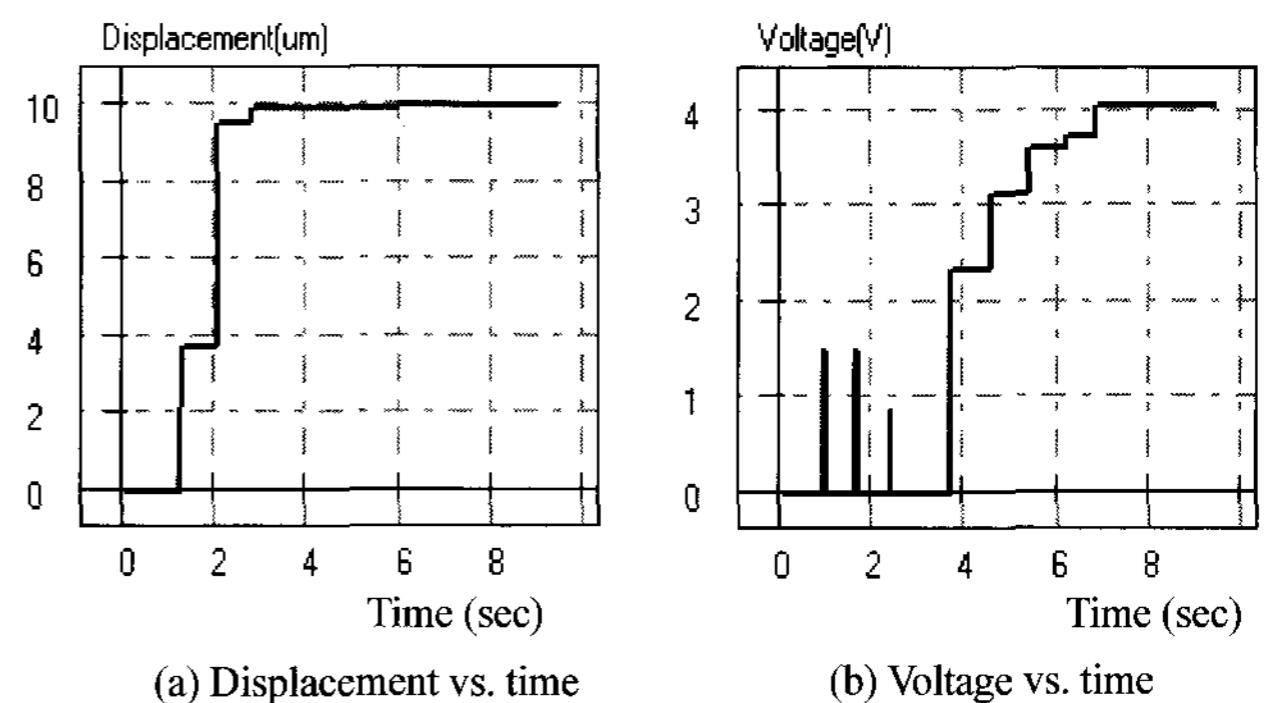 Displacement(um)
10
8
6
4
2
0
0 2 4 6 8
Time (sec)
(a) Displacement vs. time
Voltage(V)
4
3
2
1
0
0 2 4 6 8
Time (sec)
(b) Voltage vs. time